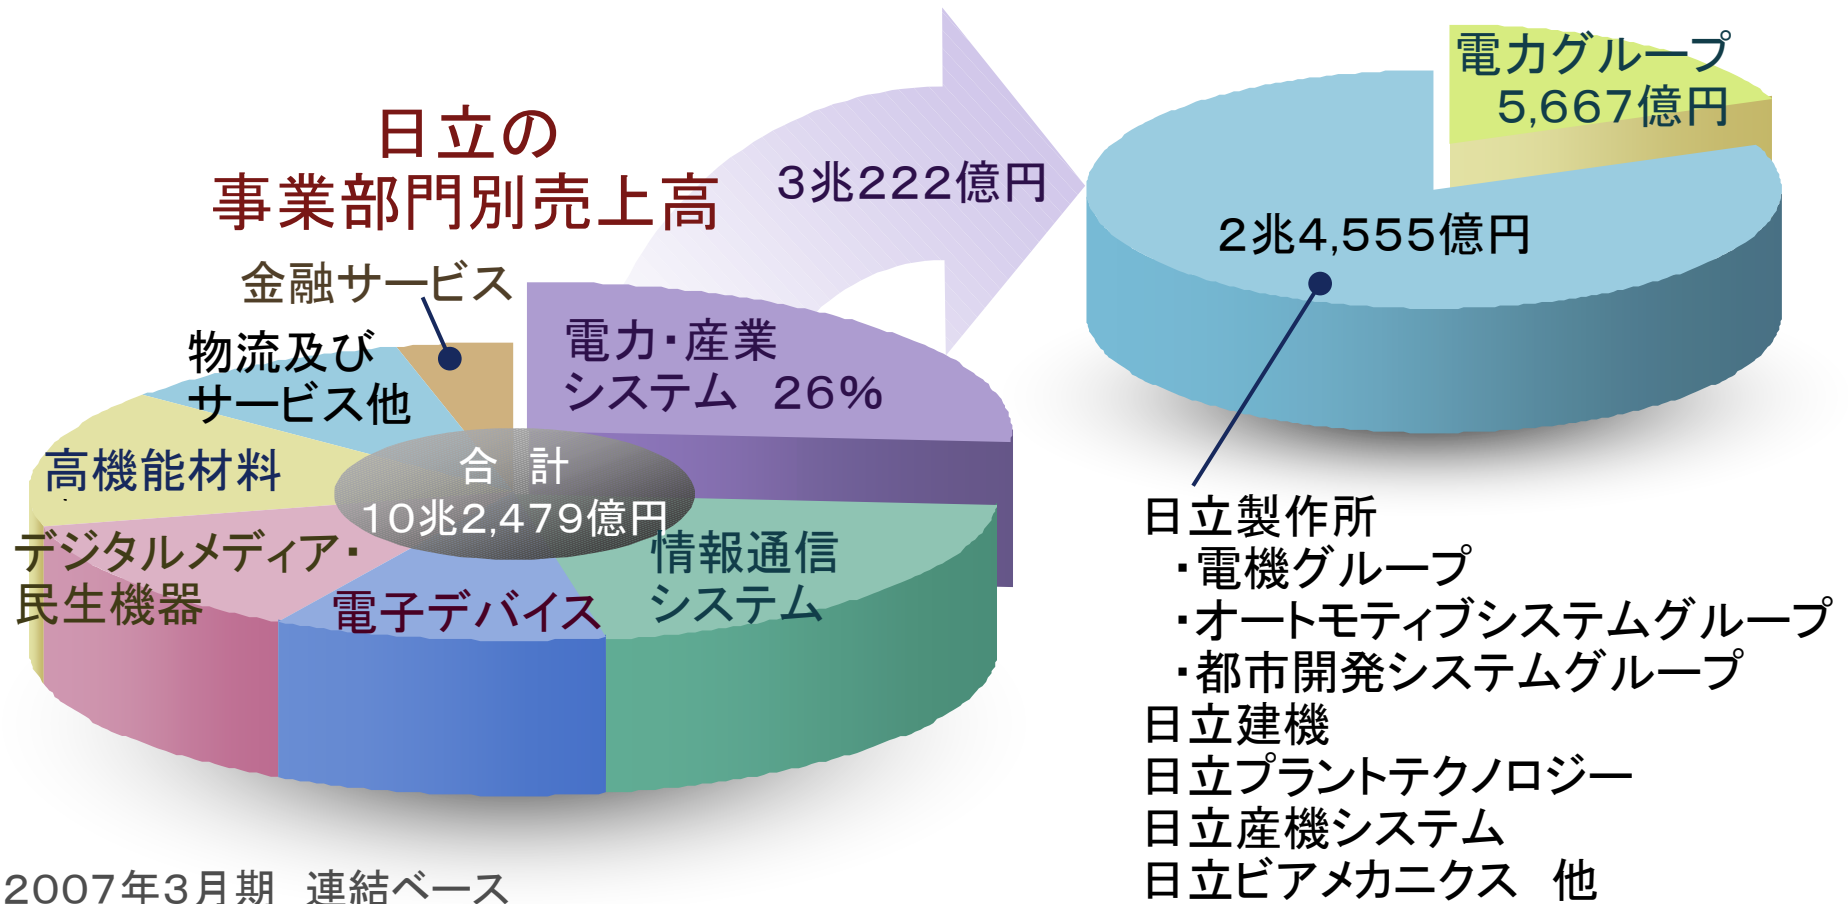 日立の
事業部門別売上高
3兆222億円
電力グループ
5,667億円
2兆4,555億円
金融サービス
物流及び
サービス他
電力・産業
システム 26%
高機能材料
合 計
10兆2,479億円
デジタルメディア・
民生機器
電子デバイス
情報通信
システム
日立製作所
・電機グループ
・オートモティブシステムグループ
・都市開発システムグループ
日立建機
日立プラントテクノロジー
日立産機システム
日立ビアメカニクス 他
2007年3月期 連結ベース